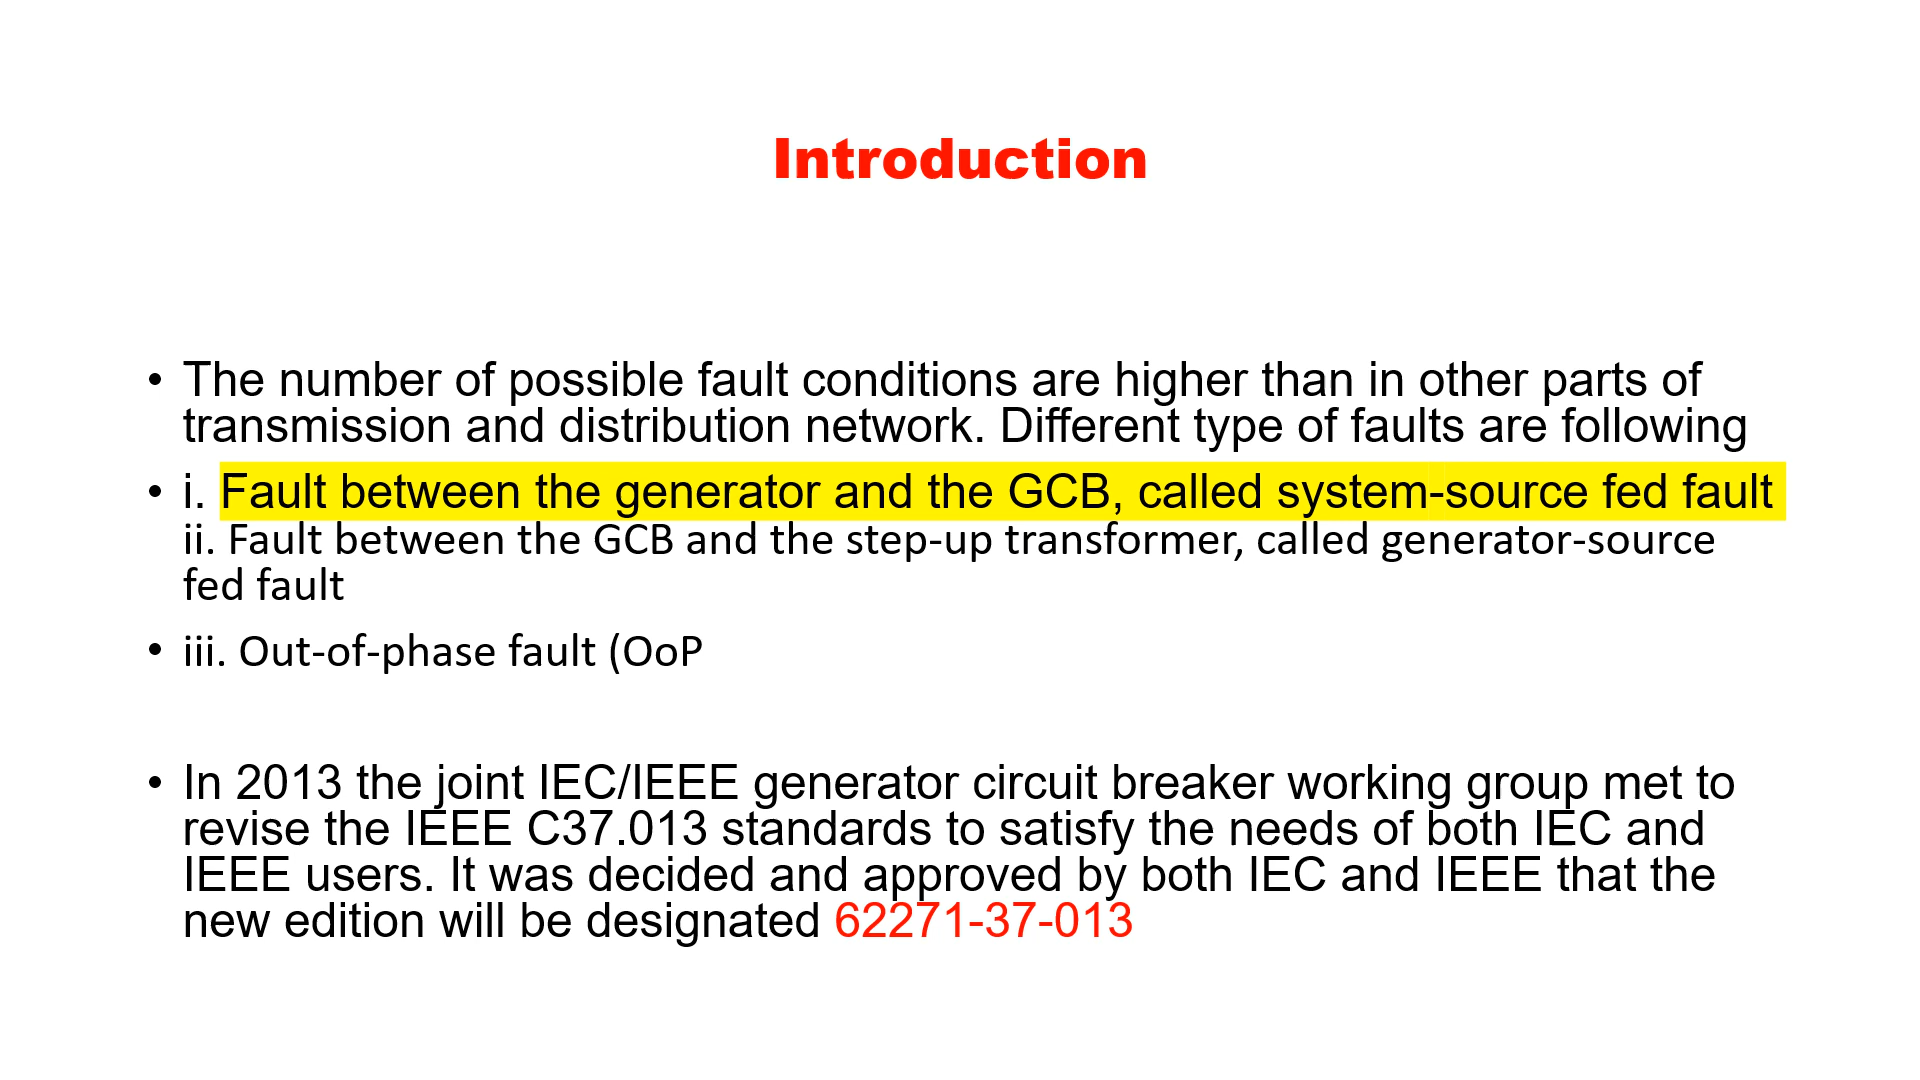 Introduction
• The number of possible fault conditions are higher than in other parts of
transmission and distribution network. Different type of faults are following
• i. Fault between the generator and the GCB, called system-source fed fault
ii. Fault between the GCB and the step-up transformer, called generator-source
fed fault
• iii. Out-of-phase fault (OoP
• In 2013 the joint IEC/IEEE generator circuit breaker working group met to
revise the IEEE C37.013 standards to satisfy the needs of both IEC and
IEEE users. It was decided and approved by both IEC and IEEE that the
new edition will be designated 62271-37-013